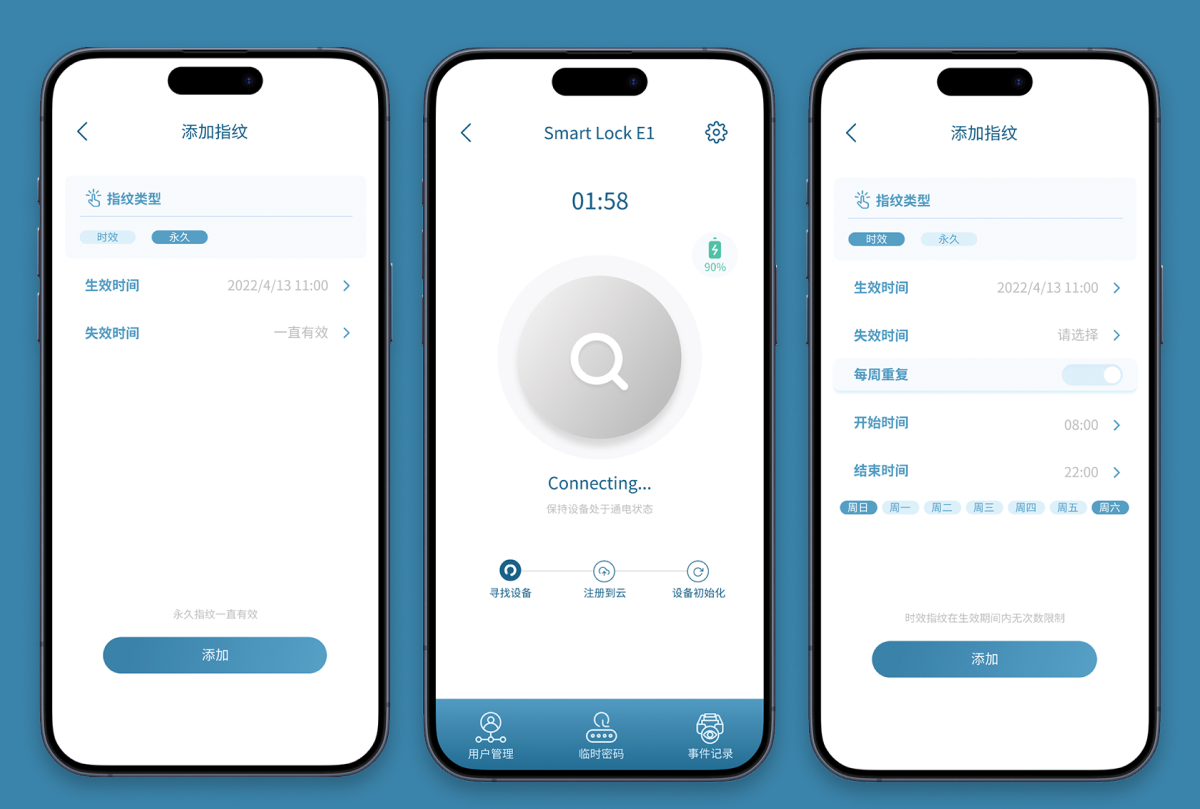 添加指纹
指纹类型
时效 永久
生效时间 2022/4/13 11:00
失效时间 一直有效
永久指纹一直有效
添加
Smart Lock E1
01:58
90%
Connecting...
保持设备处于通电状态
寻找设备 注册到云 设备初始化
用户管理 临时密码 事件记录
添加指纹
指纹类型
时效 永久
生效时间 2022/4/13 11:00
失效时间 请选择
每周重复
开始时间 08:00
结束时间 22:00
周日 周一 周二 周三 周四 周五 周六
时效指纹在生效期间内无次数限制
添加